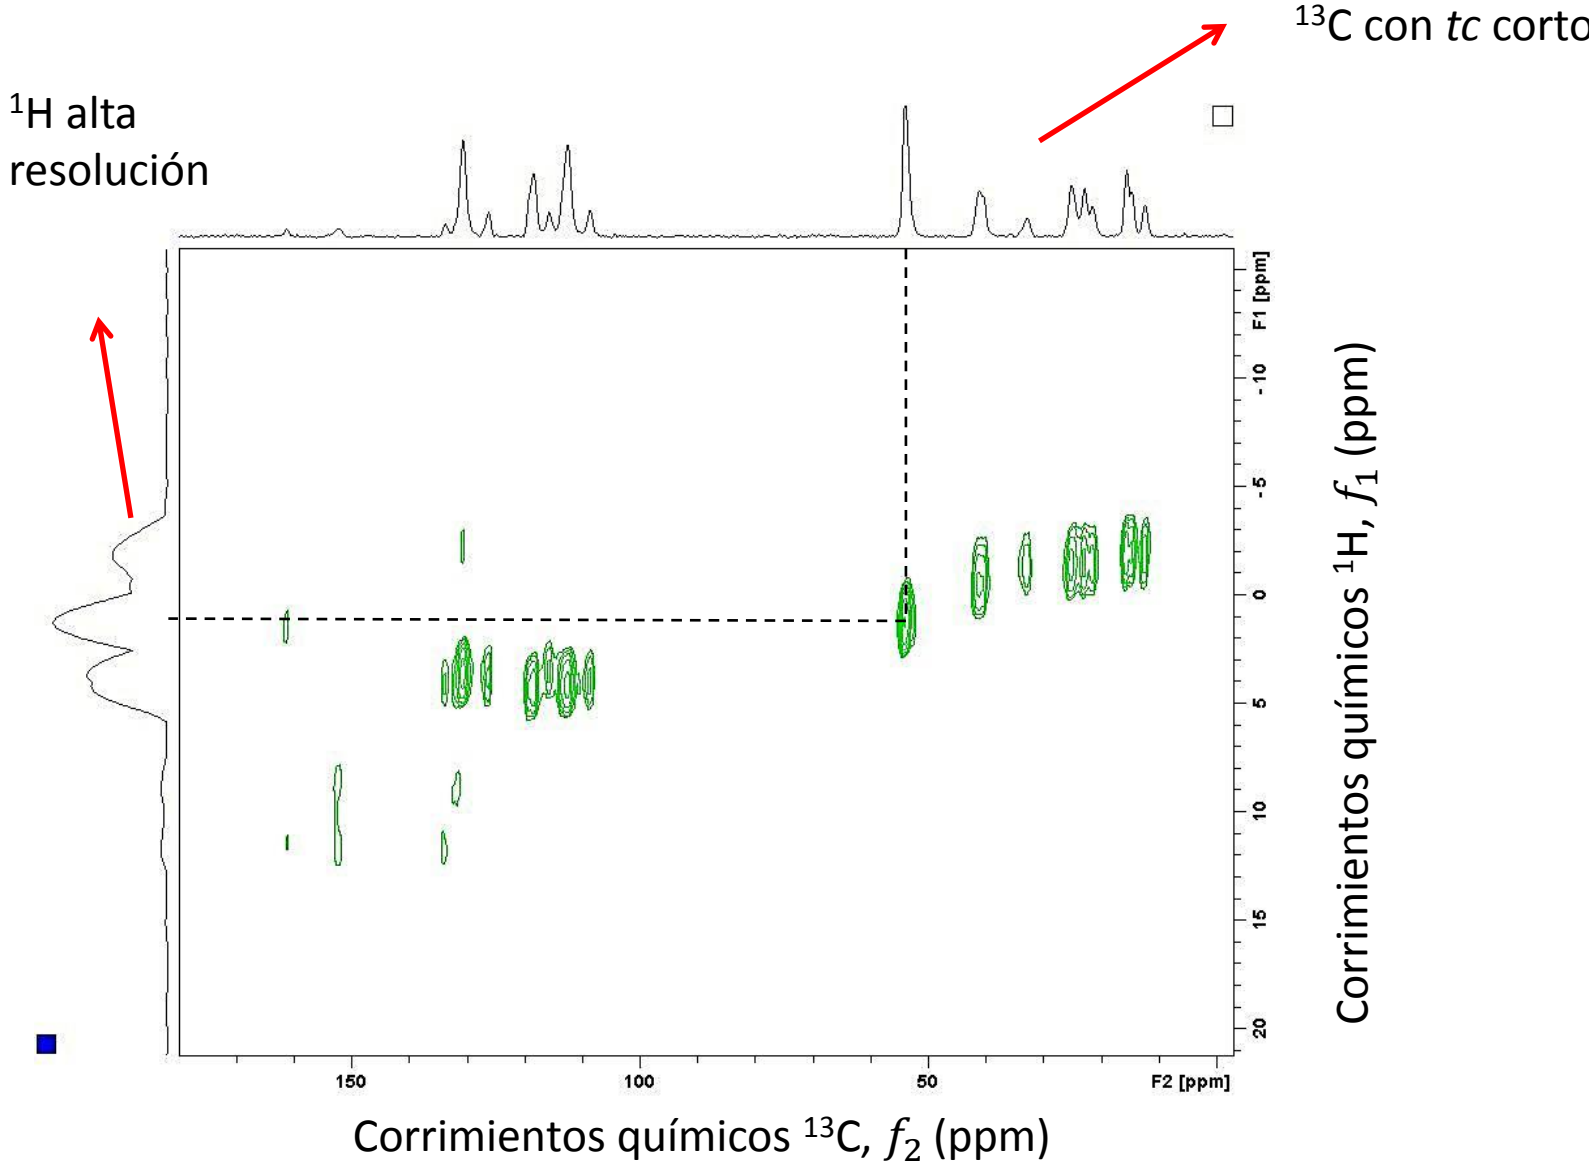 ¹³C con tc corto
¹H alta
resolución
F1 [ppm]
-10
-5
0
5
10
15
20
Corrimientos químicos ¹H, f₁ (ppm)
150
100
50
F2 [ppm]
Corrimientos químicos ¹³C, f₂ (ppm)